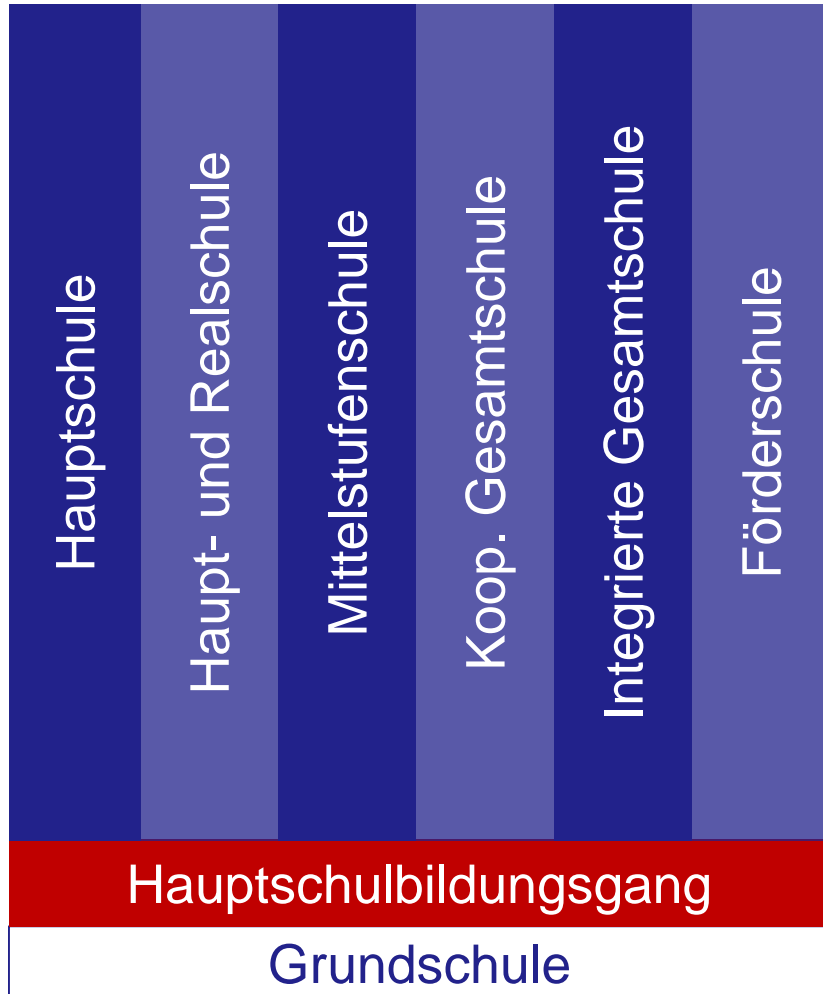 Hauptschule
Haupt- und Realschule
Mittelstufenschule
Koop. Gesamtschule
Integrierte Gesamtschule
Förderschule
Hauptschulbildungsgang
Grundschule